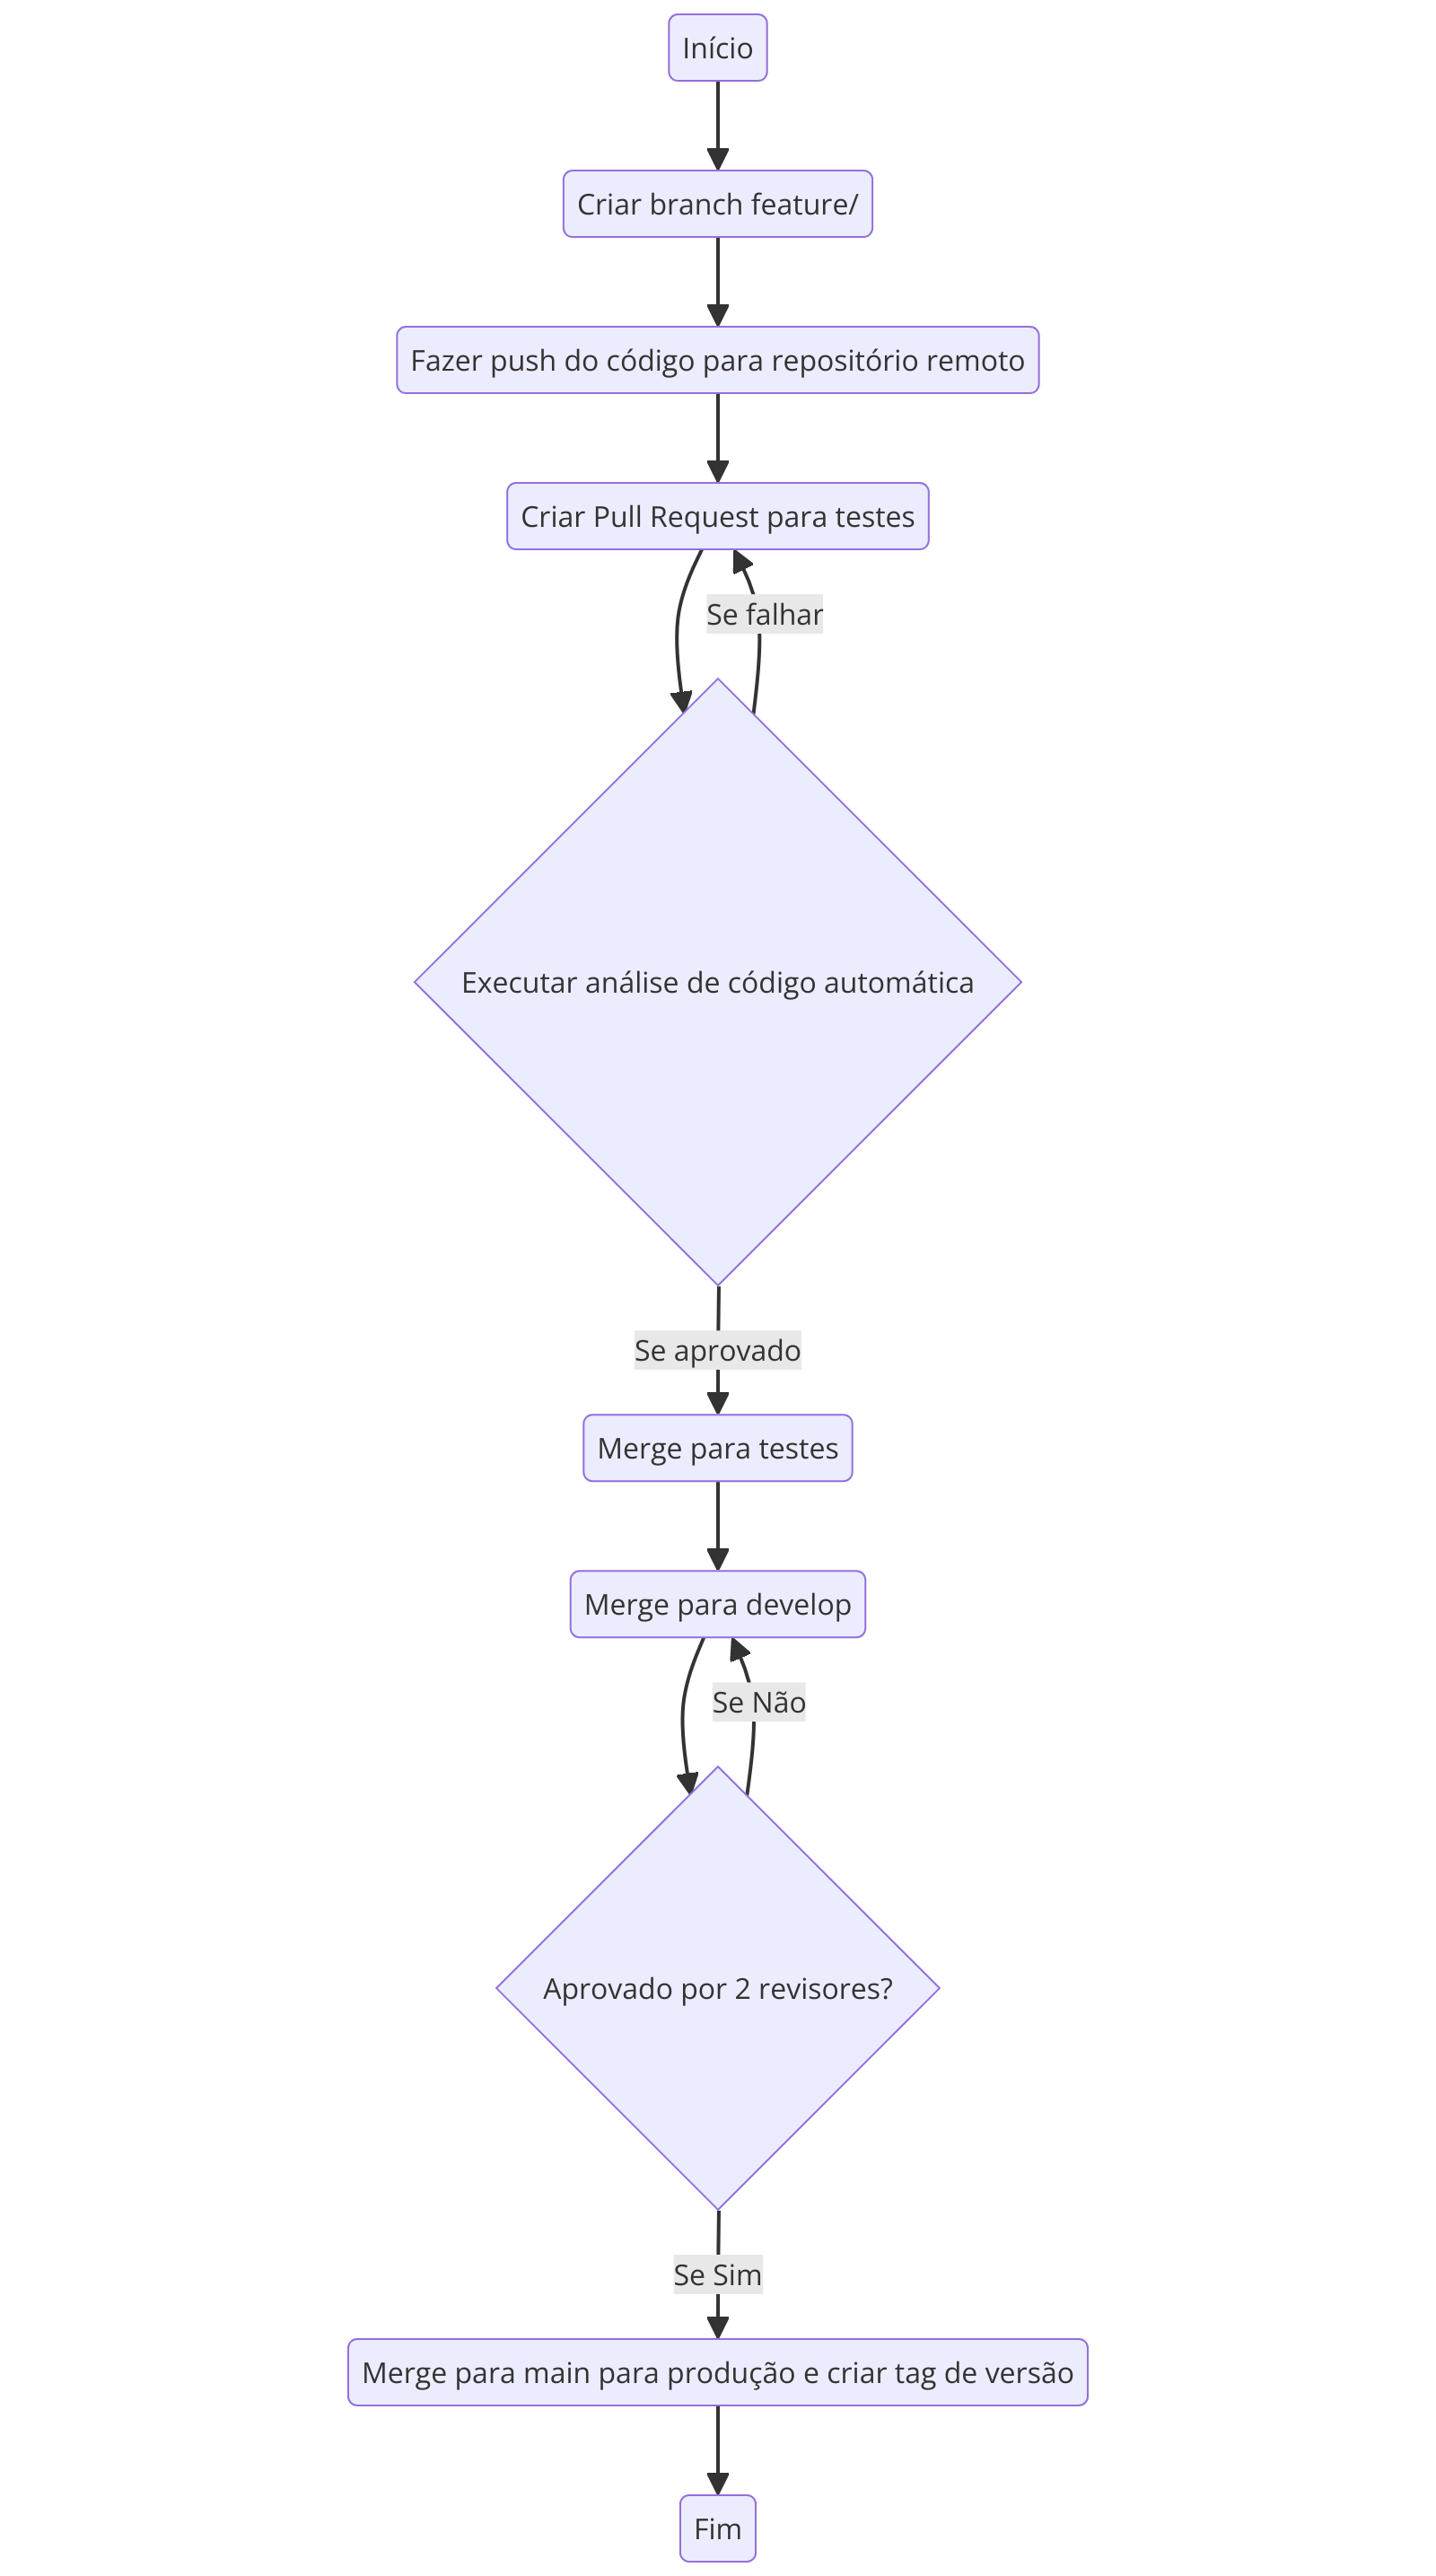 Início
Criar branch feature/
Fazer push do código para repositório remoto
Criar Pull Request para testes
Se falhar
Executar análise de código automática
Se aprovado
Merge para testes
Merge para develop
Se Não
Aprovado por 2 revisores?
Se Sim
Merge para main para produção e criar tag de versão
Fim